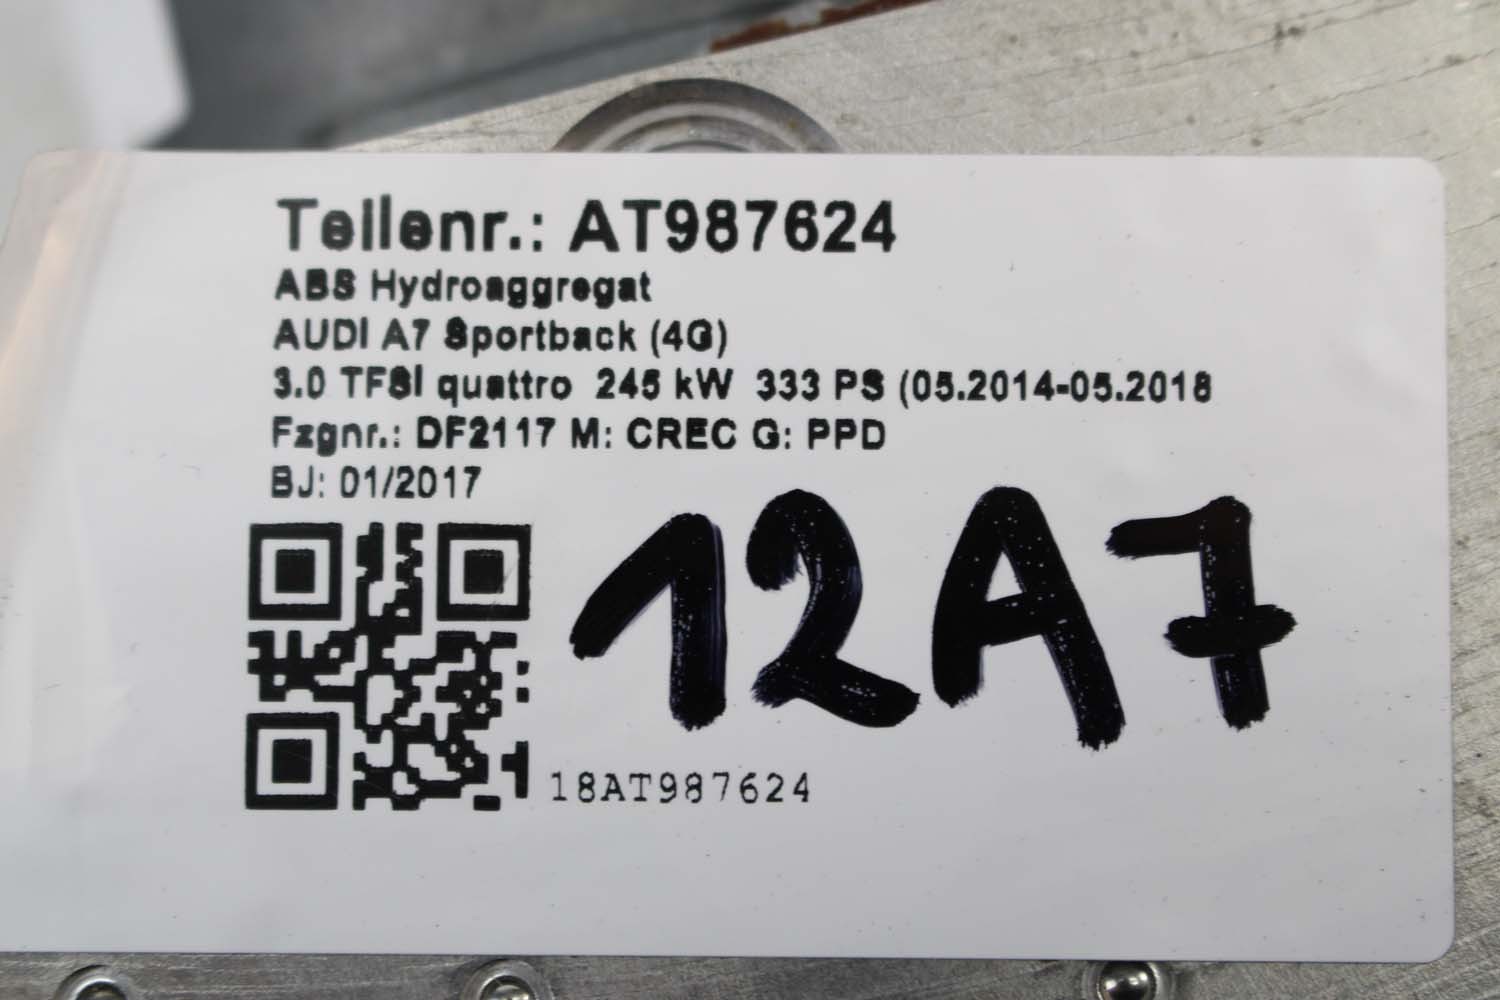 Teilenr.: AT987624
ABS Hydroaggregat
AUDI A7 Sportback (4G)
3.0 TFSI quattro 245 kW 333 PS (05.2014-05.2018
Fzgnr.: DF2117 M: CREC G: PPD
BJ: 01/2017
12A7
18AT987624